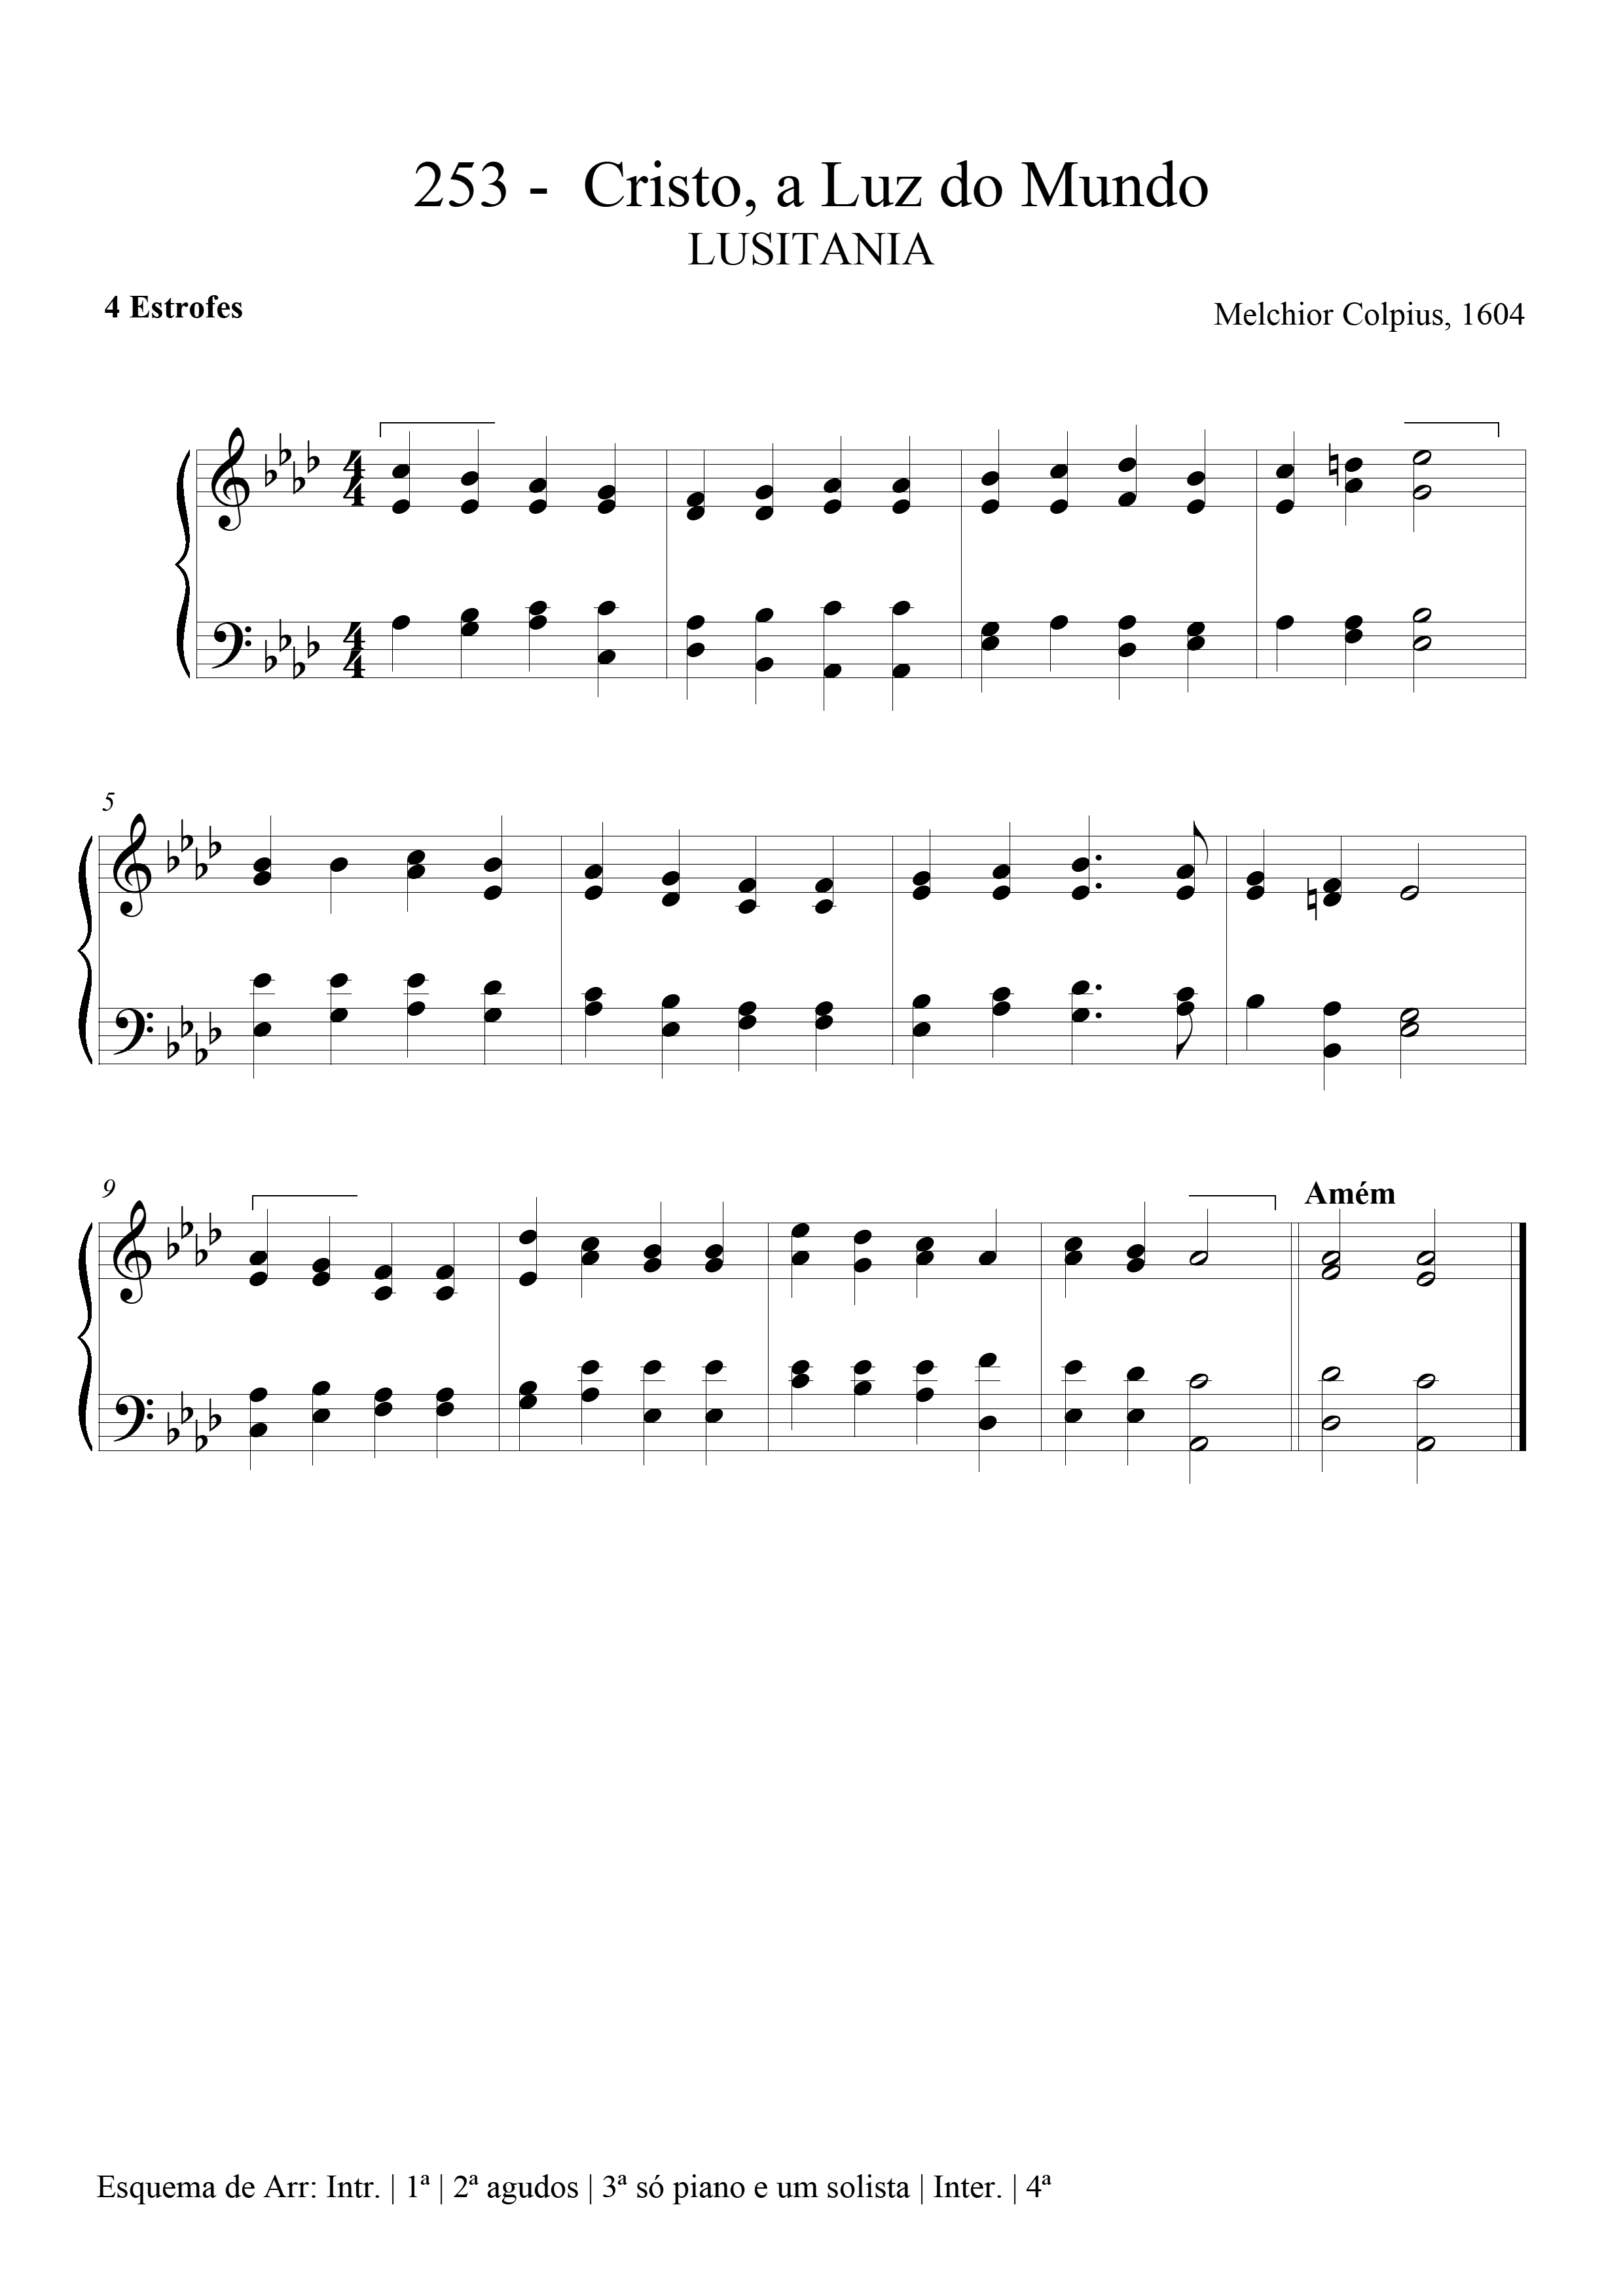 253 - Cristo, a Luz do Mundo
LUSITANIA
4 Estrofes
Melchior Colpius, 1604
5
9
Amém
Esquema de Arr: Intr. | 1ª | 2ª agudos | 3ª só piano e um solista | Inter. | 4ª